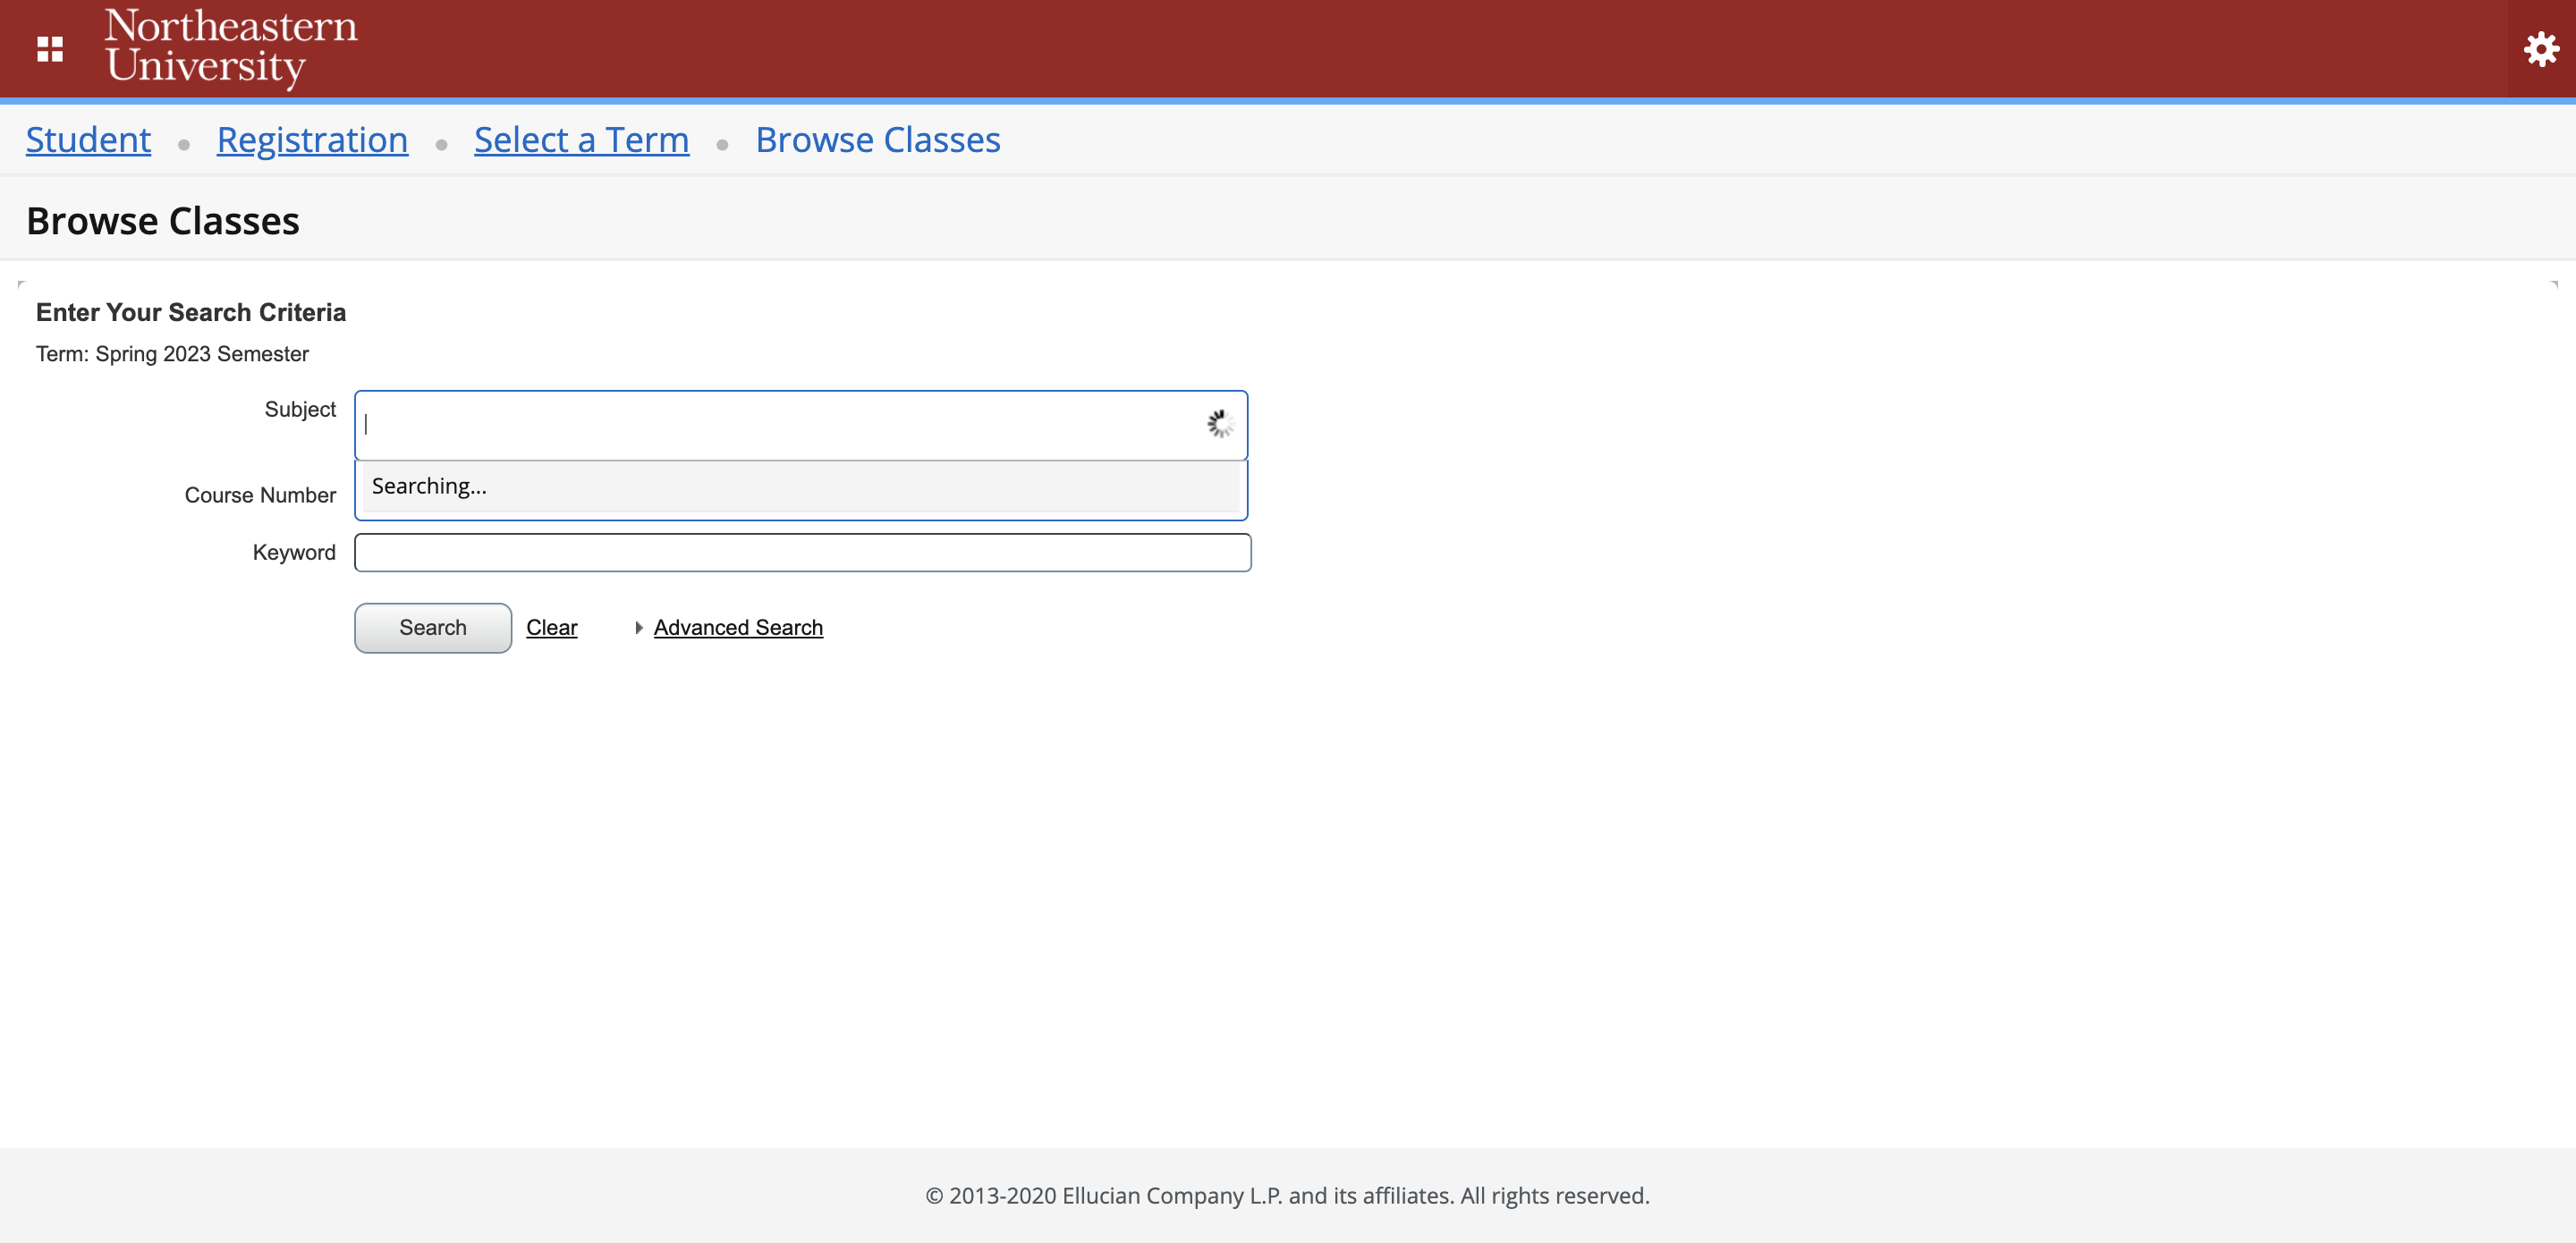 Northeastern
University
Student Registration Select a Term Browse Classes
Browse Classes
Enter Your Search Criteria
Term: Spring 2023 Semester
Subject
Searching...
Course Number
Keyword
Search Clear Advanced Search
© 2013-2020 Ellucian Company L.P. and its affiliates. All rights reserved.